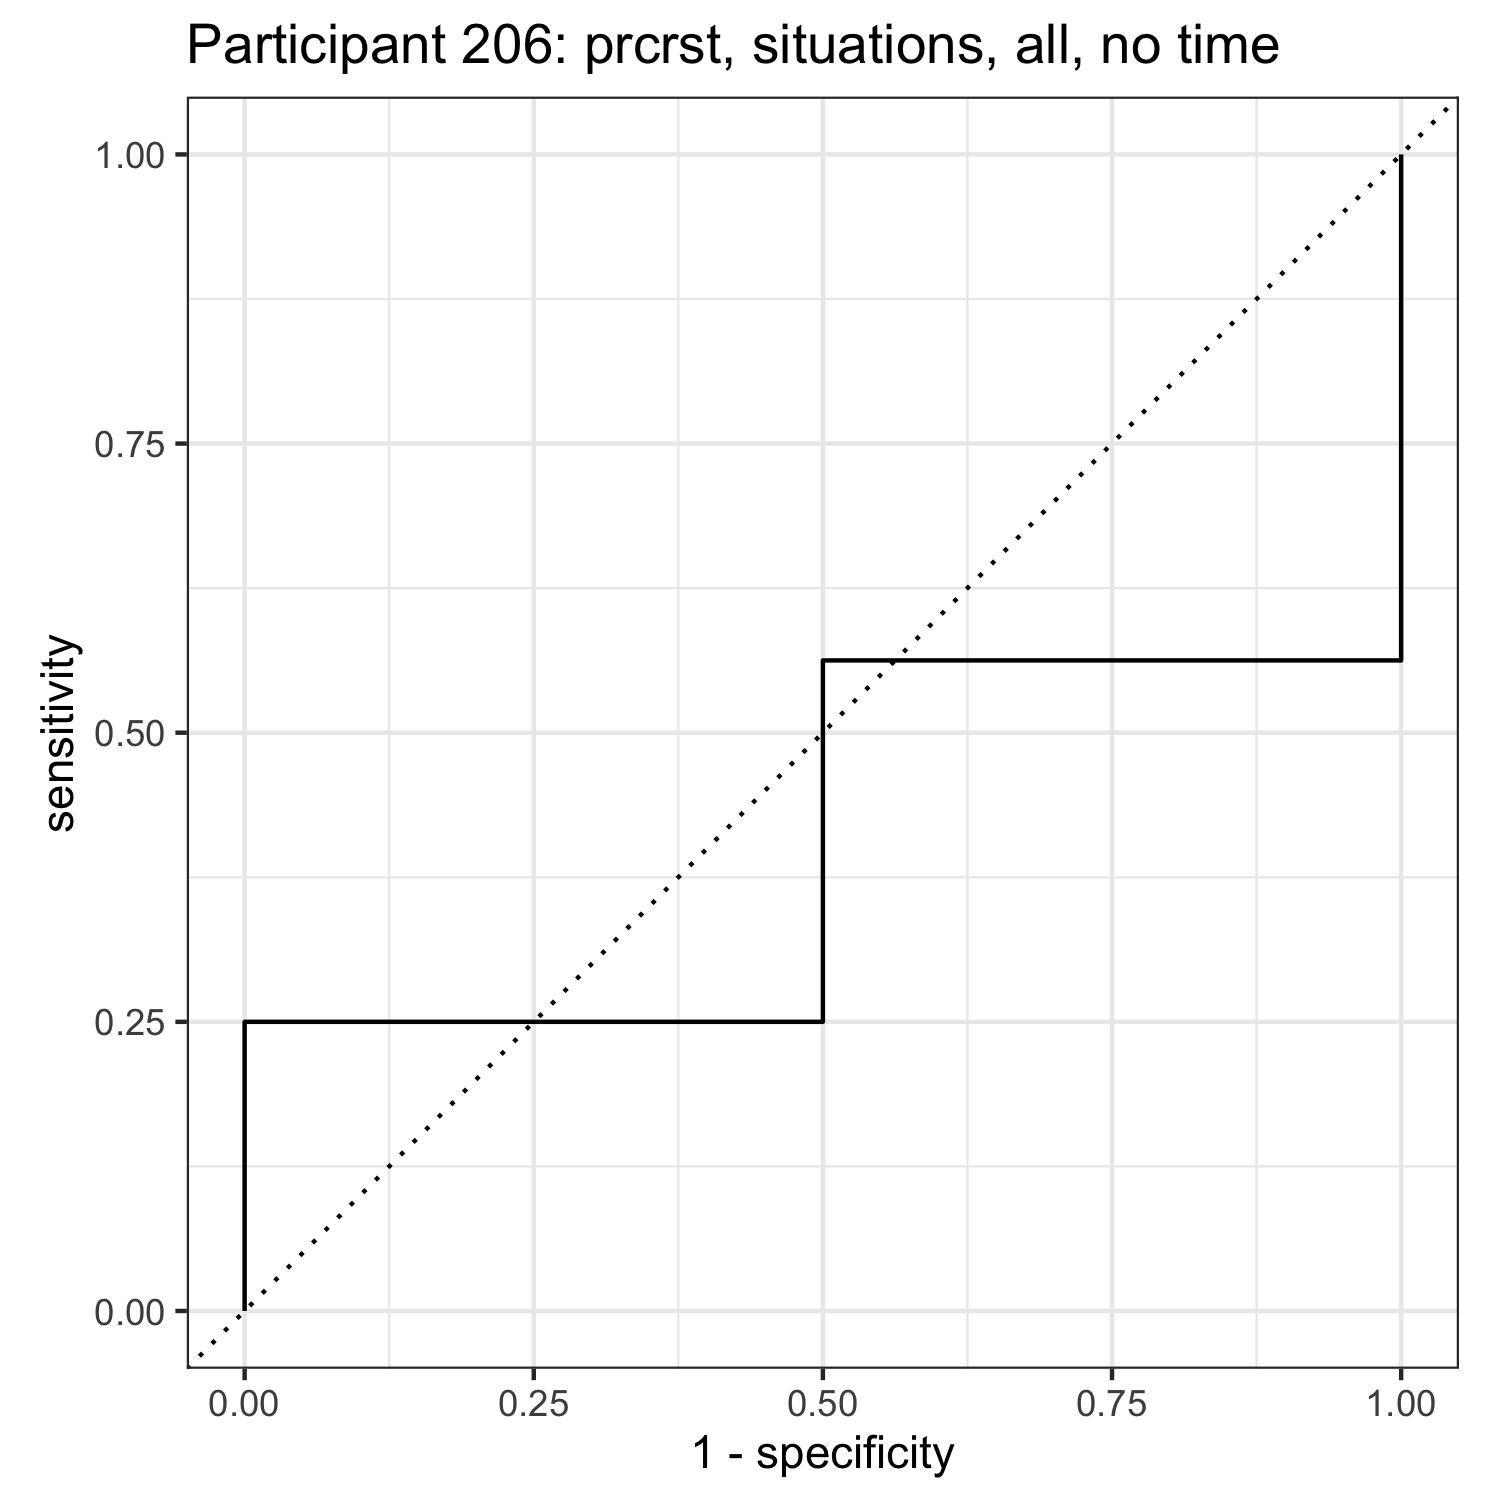 Participant 206: prcrst, situations, all, no time
1.00
0.75
0.50
0.25
0.00
sensitivity
0.00 0.25 0.50 0.75 1.00
1 - specificity